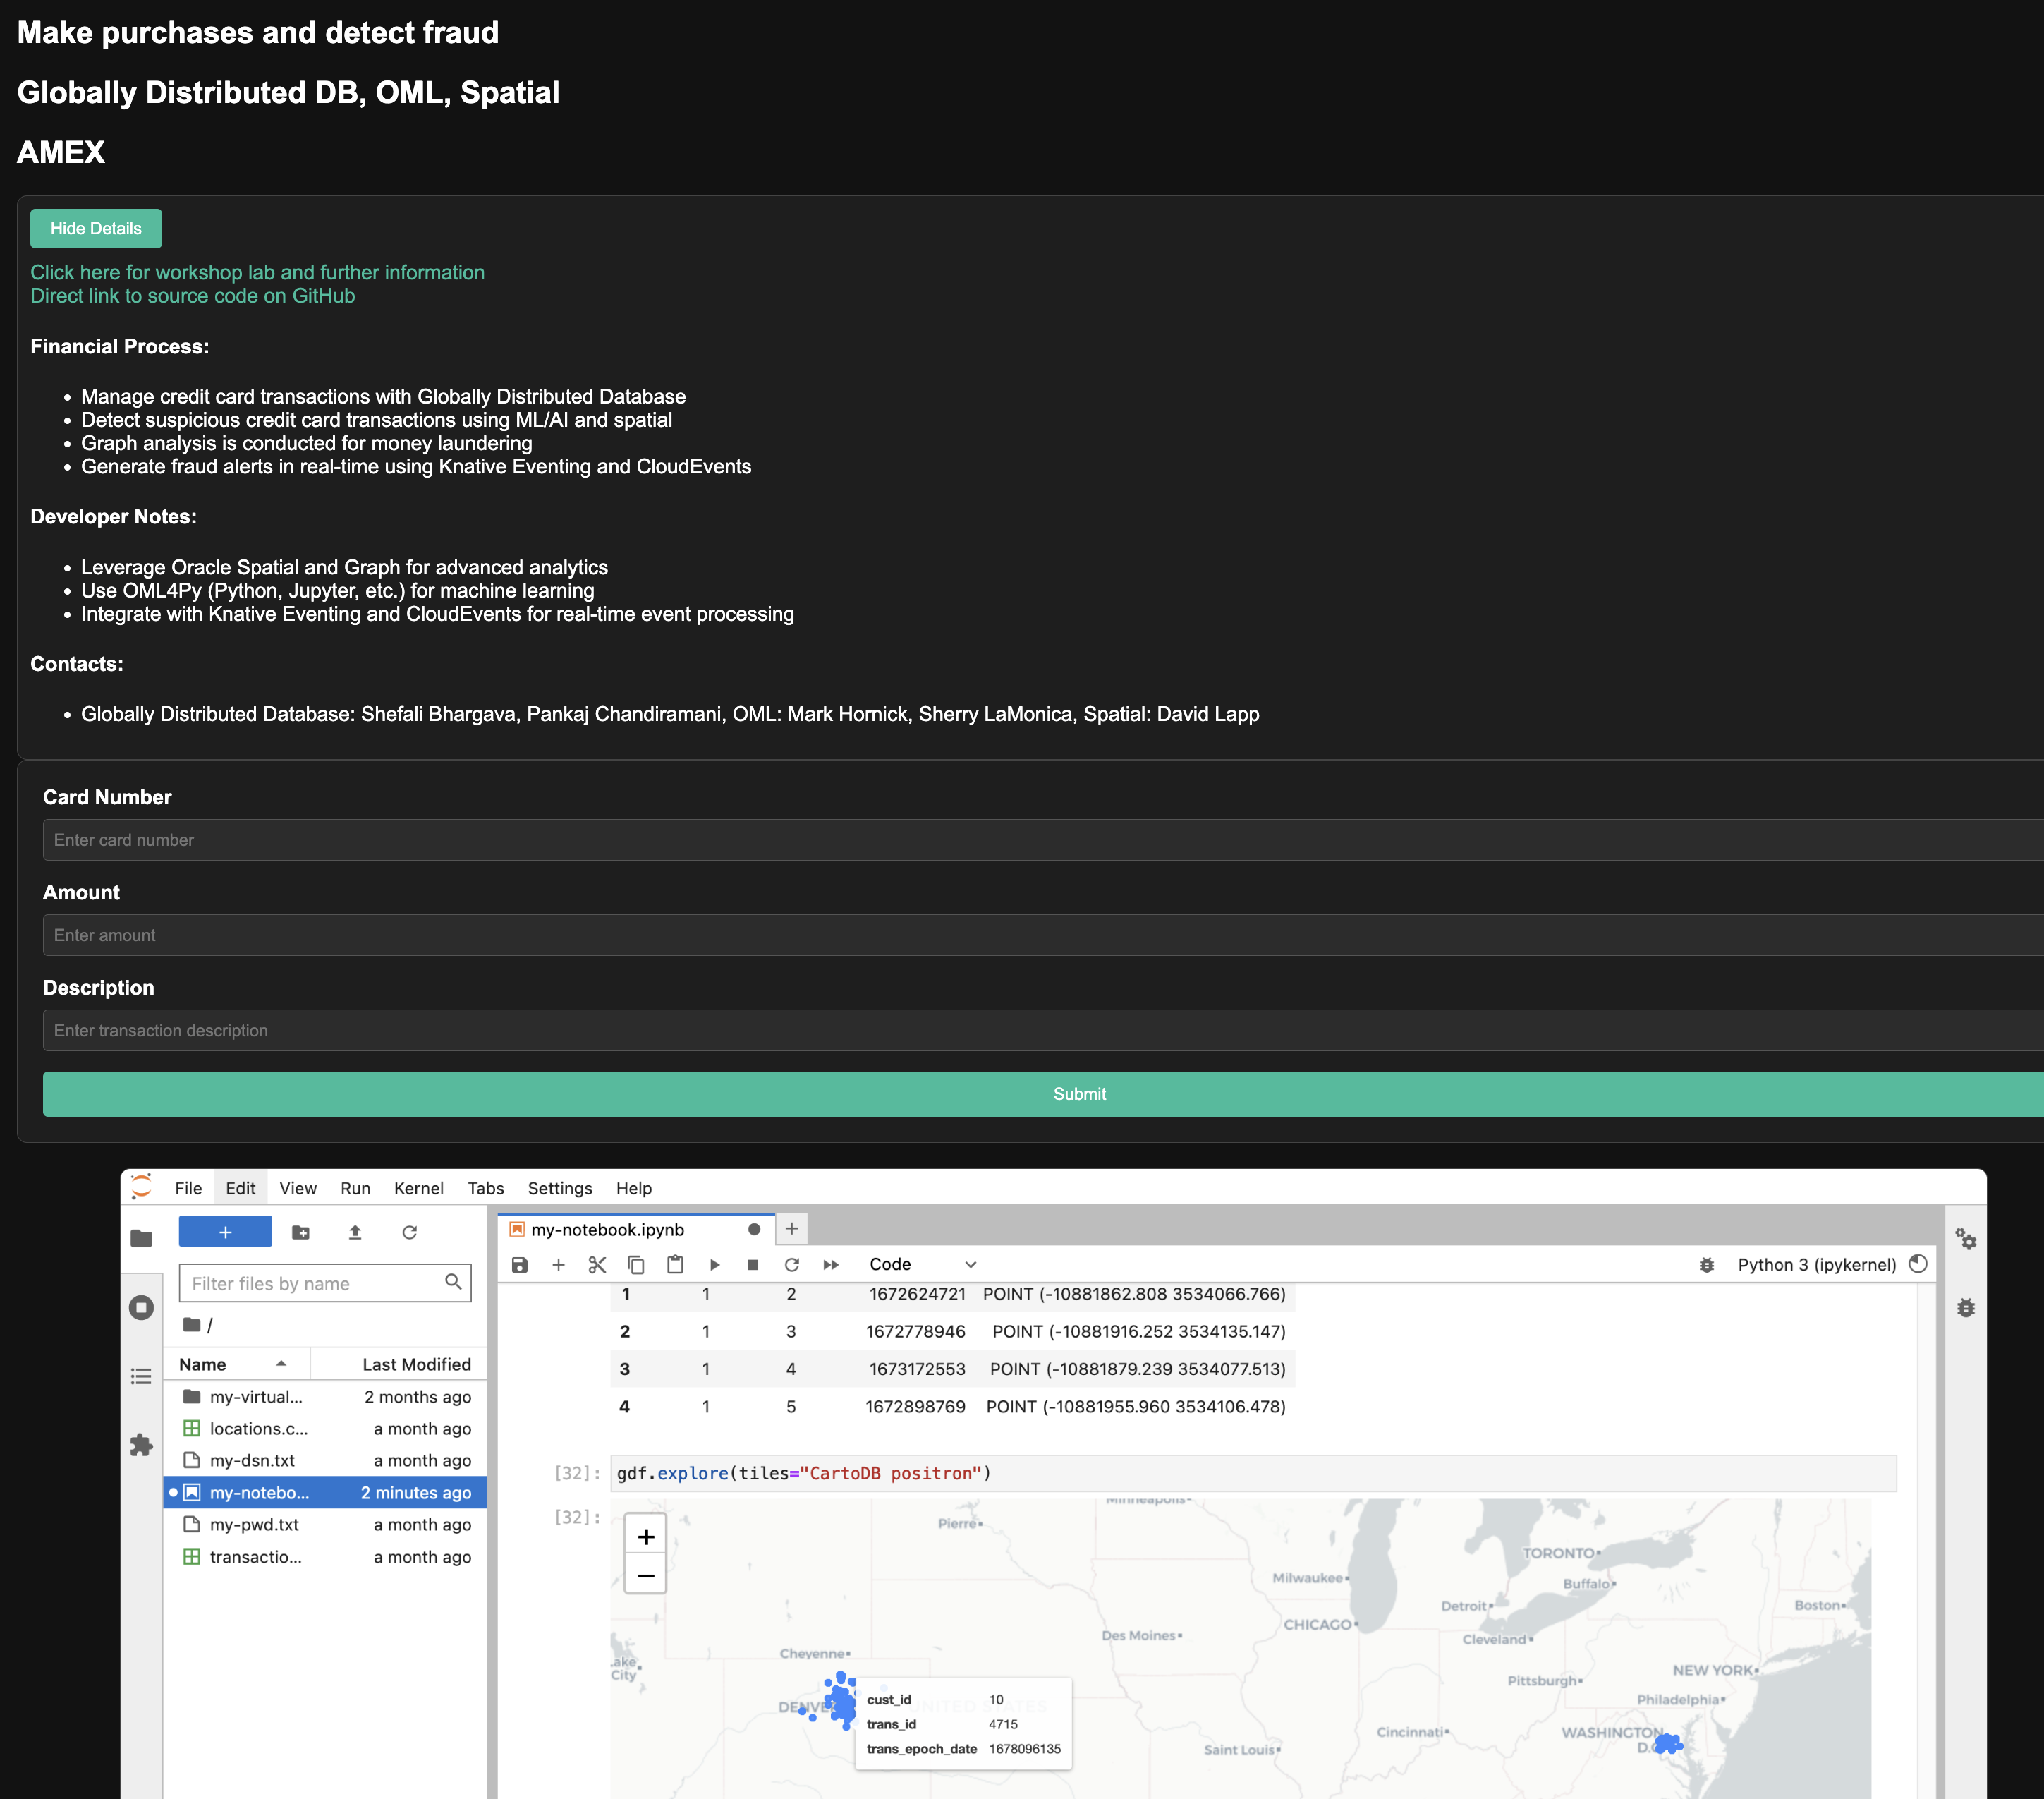 Make purchases and detect fraud
Globally Distributed DB, OML, Spatial
AMEX
Hide Details
Click here for workshop lab and further information
Direct link to source code on GitHub
Financial Process:
• Manage credit card transactions with Globally Distributed Database
• Detect suspicious credit card transactions using ML/AI and spatial
• Graph analysis is conducted for money laundering
• Generate fraud alerts in real-time using Knative Eventing and CloudEvents
Developer Notes:
• Leverage Oracle Spatial and Graph for advanced analytics
• Use OML4Py (Python, Jupyter, etc.) for machine learning
• Integrate with Knative Eventing and CloudEvents for real-time event processing
Contacts:
• Globally Distributed Database: Shefali Bhargava, Pankaj Chandiramani, OML: Mark Hornick, Sherry LaMonica, Spatial: David Lapp
Card Number
Enter card number
Amount
Enter amount
Description
Enter transaction description
Submit
File Edit View Run Kernel Tabs Settings Help
+
Filter files by name
/
Name Last Modified
my-virtual... 2 months ago
locations.c... a month ago
my-dsn.txt a month ago
my-notebo... 2 minutes ago
my-pwd.txt a month ago
transactio... a month ago
my-notebook.ipynb
+
Code
Python 3 (ipykernel)
1 1 2 1672624721 POINT (-10881862.808 3534066.766)
2 1 3 1672778946 POINT (-10881916.252 3534135.147)
3 1 4 1673172553 POINT (-10881879.239 3534077.513)
4 1 5 1672898769 POINT (-10881955.960 3534106.478)
[32]: gdf.explore(tiles="CartoDB positron")
[32]:
+
−
Minneapolis
Pierre
TORONTO
Milwaukee
Buffalo
Detroit
Boston
CHICAGO
Des Moines
Cleveland
Cheyenne
Lake City
NEW YORK
Pittsburgh
Philadelphia
DENVE
UNITED STATES
cust_id 10
trans_id 4715
trans_epoch_date 1678096135
Cincinnati
WASHINGTON
D.C
Saint Louis